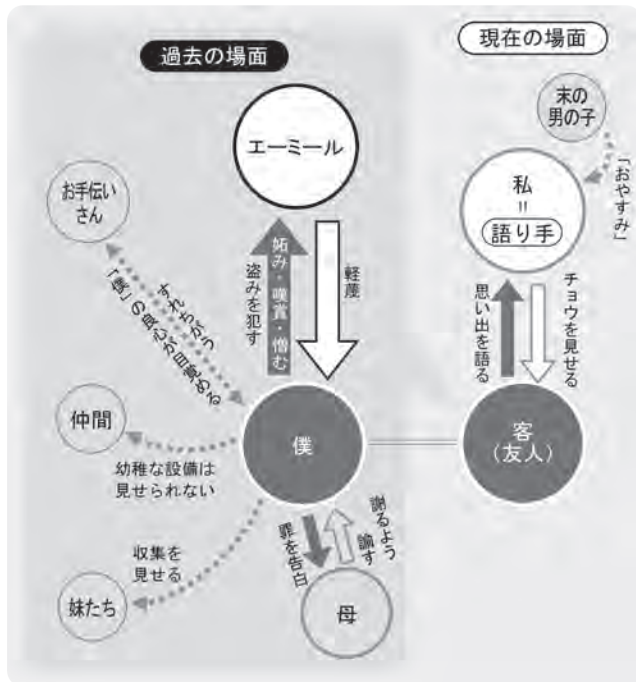 過去の場面
現在の場面
末の
男の子
「おやすみ」
エーミール
私
＝
語り手
お手伝い
さん
すれちがう
「僕」の良心が目覚める
妬み・嘆賞・憎む
盗みを犯す
軽蔑
思い出を語る
チョウを見せる
仲間
僕
客
(友人)
幼稚な設備は
見せられない
罪を告白
謝るよう
諭す
収集を
見せる
妹たち
母